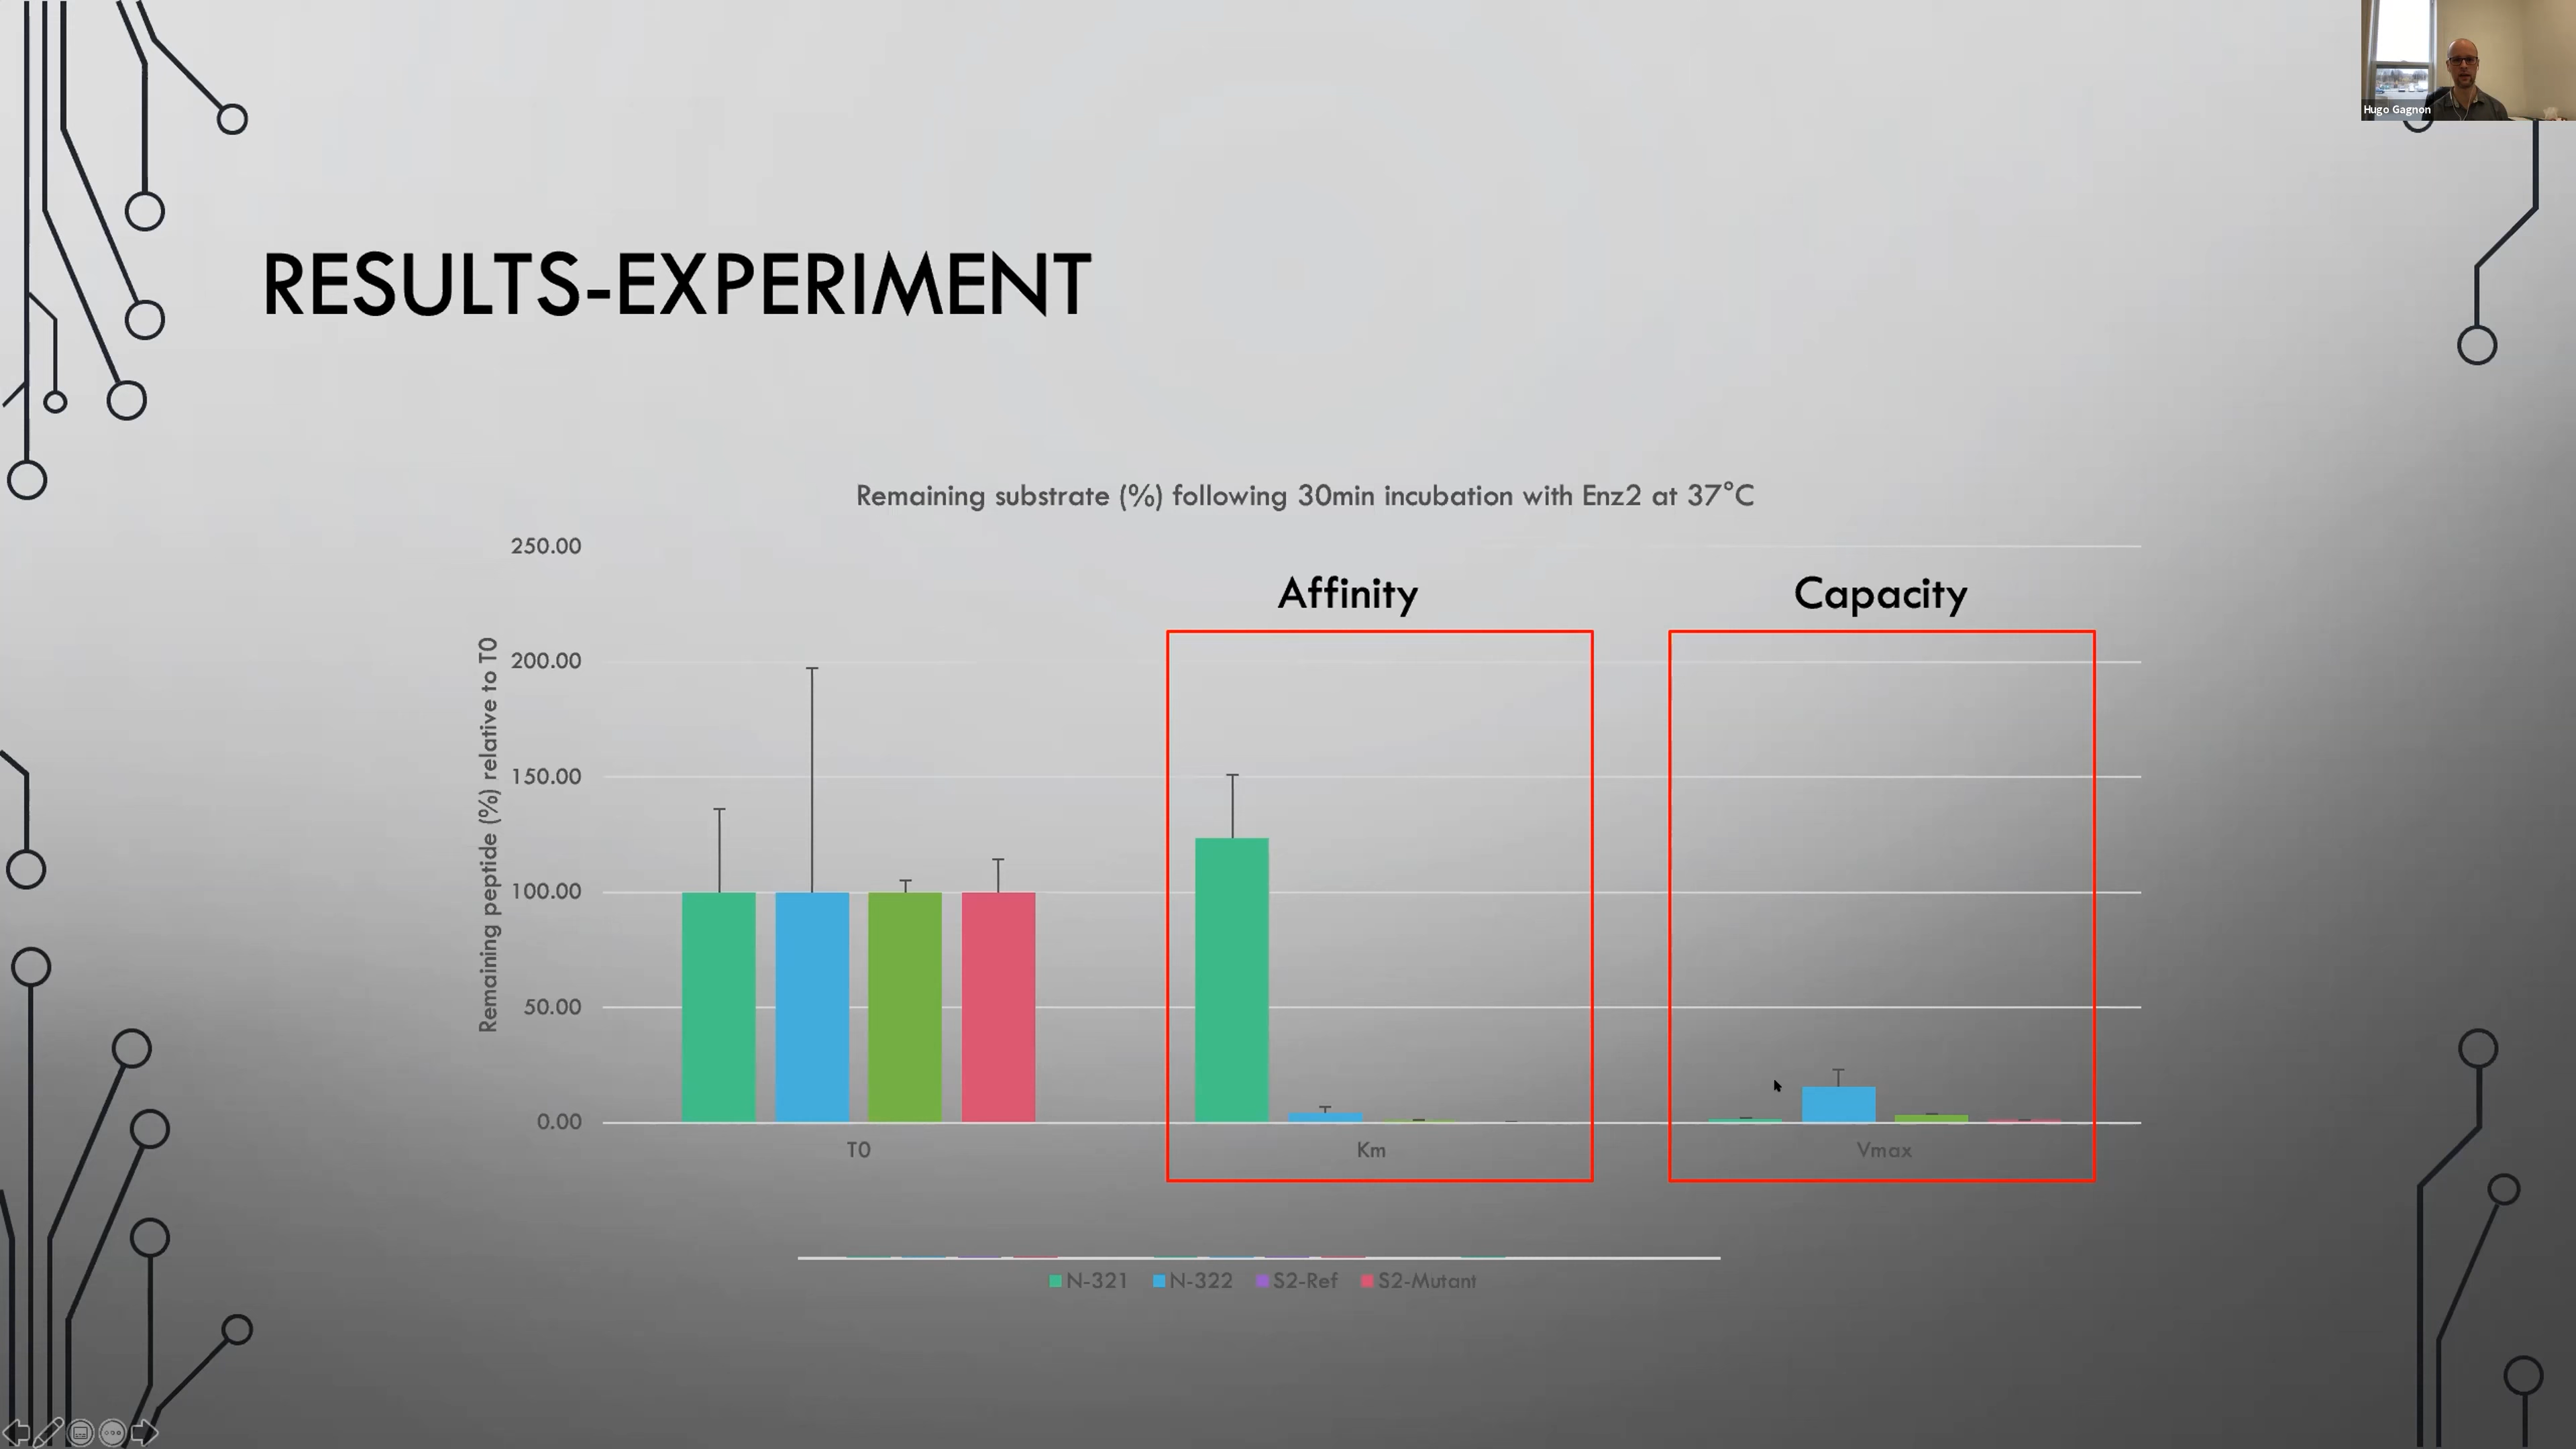 Hugo Gagnon
RESULTS-EXPERIMENT
Remaining substrate (%) following 30min incubation with Enz2 at 37°C
Remaining peptide (%) relative to T0
250.00
200.00
150.00
100.00
50.00
0.00
Affinity
Capacity
T0
Km
Vmax
N-321
N-322
S2-Ref
S2-Mutant